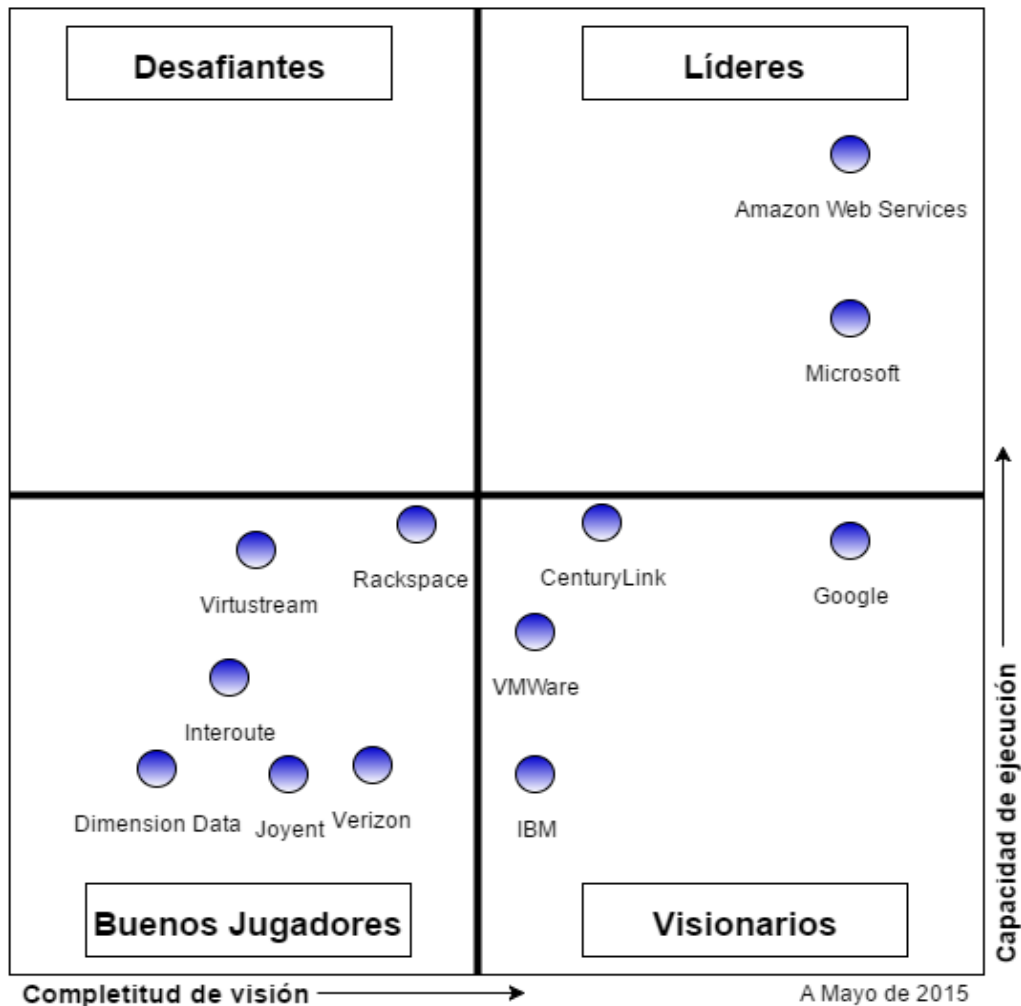 Desafiantes
Líderes
Amazon Web Services
Microsoft
Rackspace
CenturyLink
Virtustream
Google
VMWare
Interoute
Dimension Data
Joyent
Verizon
IBM
Buenos Jugadores
Visionarios
Capacidad de ejecución
Completitud de visión
A Mayo de 2015